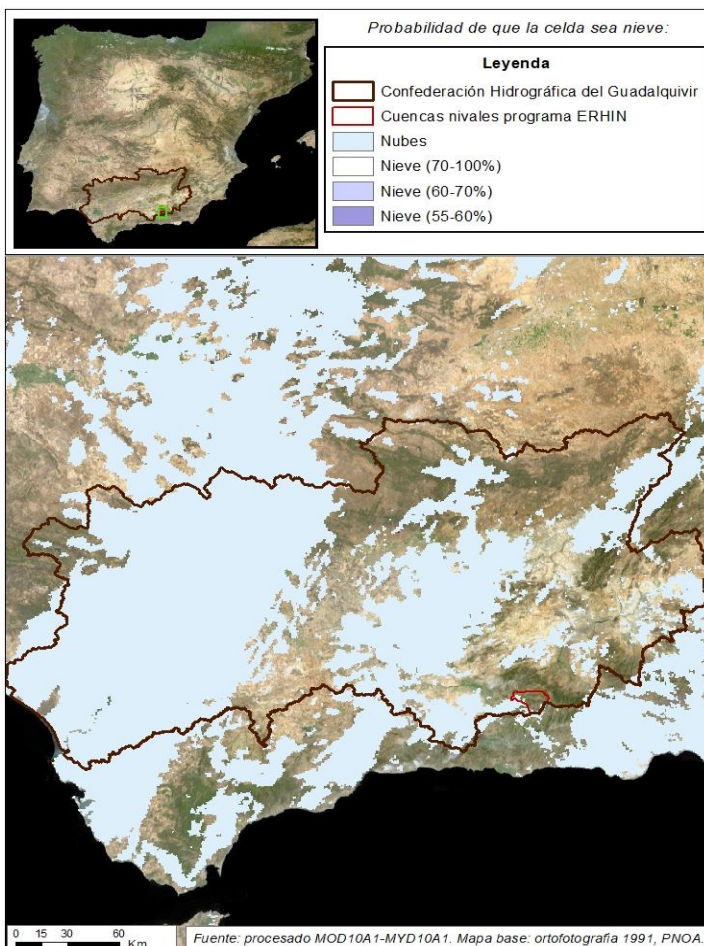 Probabilidad de que la celda sea nieve:
Leyenda
Confederación Hidrográfica del Guadalquivir
Cuencas nivales programa ERHIN
Nubes
Nieve (70-100%)
Nieve (60-70%)
Nieve (55-60%)
0 15 30 60
Km
Fuente: procesado MOD10A1-MYD10A1. Mapa base: ortofotografía 1991, PNOA.